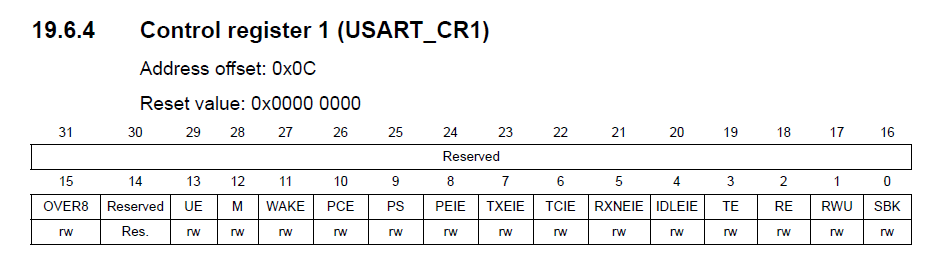 19.6.4 Control register 1 (USART_CR1)
Address offset: 0x0C
Reset value: 0x0000 0000
31 30 29 28 27 26 25 24 23 22 21 20 19 18 17 16
Reserved
15 14 13 12 11 10 9 8 7 6 5 4 3 2 1 0
OVER8 Reserved UE M WAKE PCE PS PEIE TXEIE TCIE RXNEIE IDLEIE TE RE RWU SBK
rw Res. rw rw rw rw rw rw rw rw rw rw rw rw rw rw